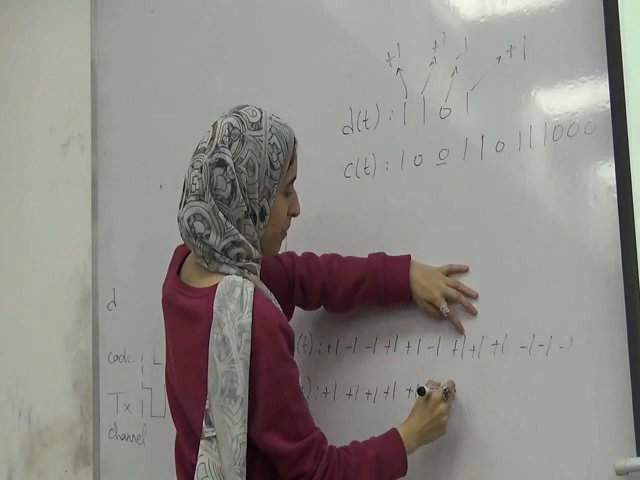 +1 +1 -1 +1
d(t) : 1 1 0 1
c(t) : 1 0 0 1 1 0 1 1 1 0 0 0
d
(t) : +1 -1 -1 +1 +1 -1 +1 +1 +1 -1 -1 -1
code
) : +1 +1 +1 +1
Tx
channel